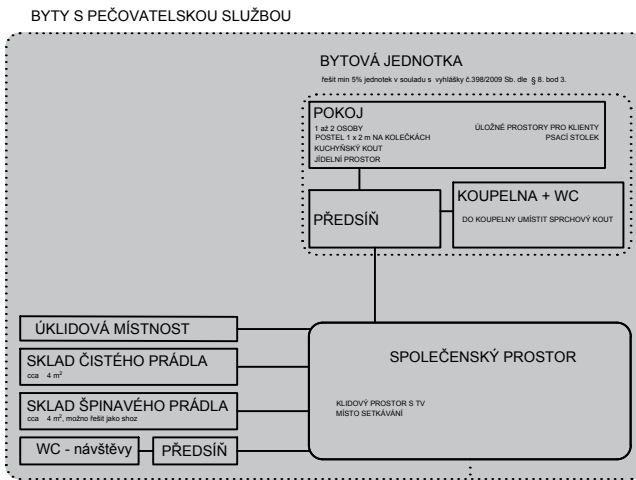 BYTY S PEČOVATELSKOU SLUŽBOU
BYTOVÁ JEDNOTKA
řešit min 5% jednotek v souladu s vyhlášky č.398/2009 Sb. dle § 8. bod 3.
POKOJ
1 až 2 OSOBY
POSTEL 1 x 2 m NA KOLEČKÁCH
KUCHYŇSKÝ KOUT
JÍDELNÍ PROSTOR
ÚLOŽNÉ PROSTORY PRO KLIENTY
PSACÍ STOLEK
PŘEDSÍŇ
KOUPELNA + WC
DO KOUPELNY UMÍSTIT SPRCHOVÝ KOUT
ÚKLIDOVÁ MÍSTNOST
SKLAD ČISTÉHO PRÁDLA
cca 4 m²
SKLAD ŠPINAVÉHO PRÁDLA
cca 4 m², možno řešit jako shoz
WC - návštěvy
PŘEDSÍŇ
SPOLEČENSKÝ PROSTOR
KLIDOVÝ PROSTOR S TV
MÍSTO SETKÁVÁNÍ